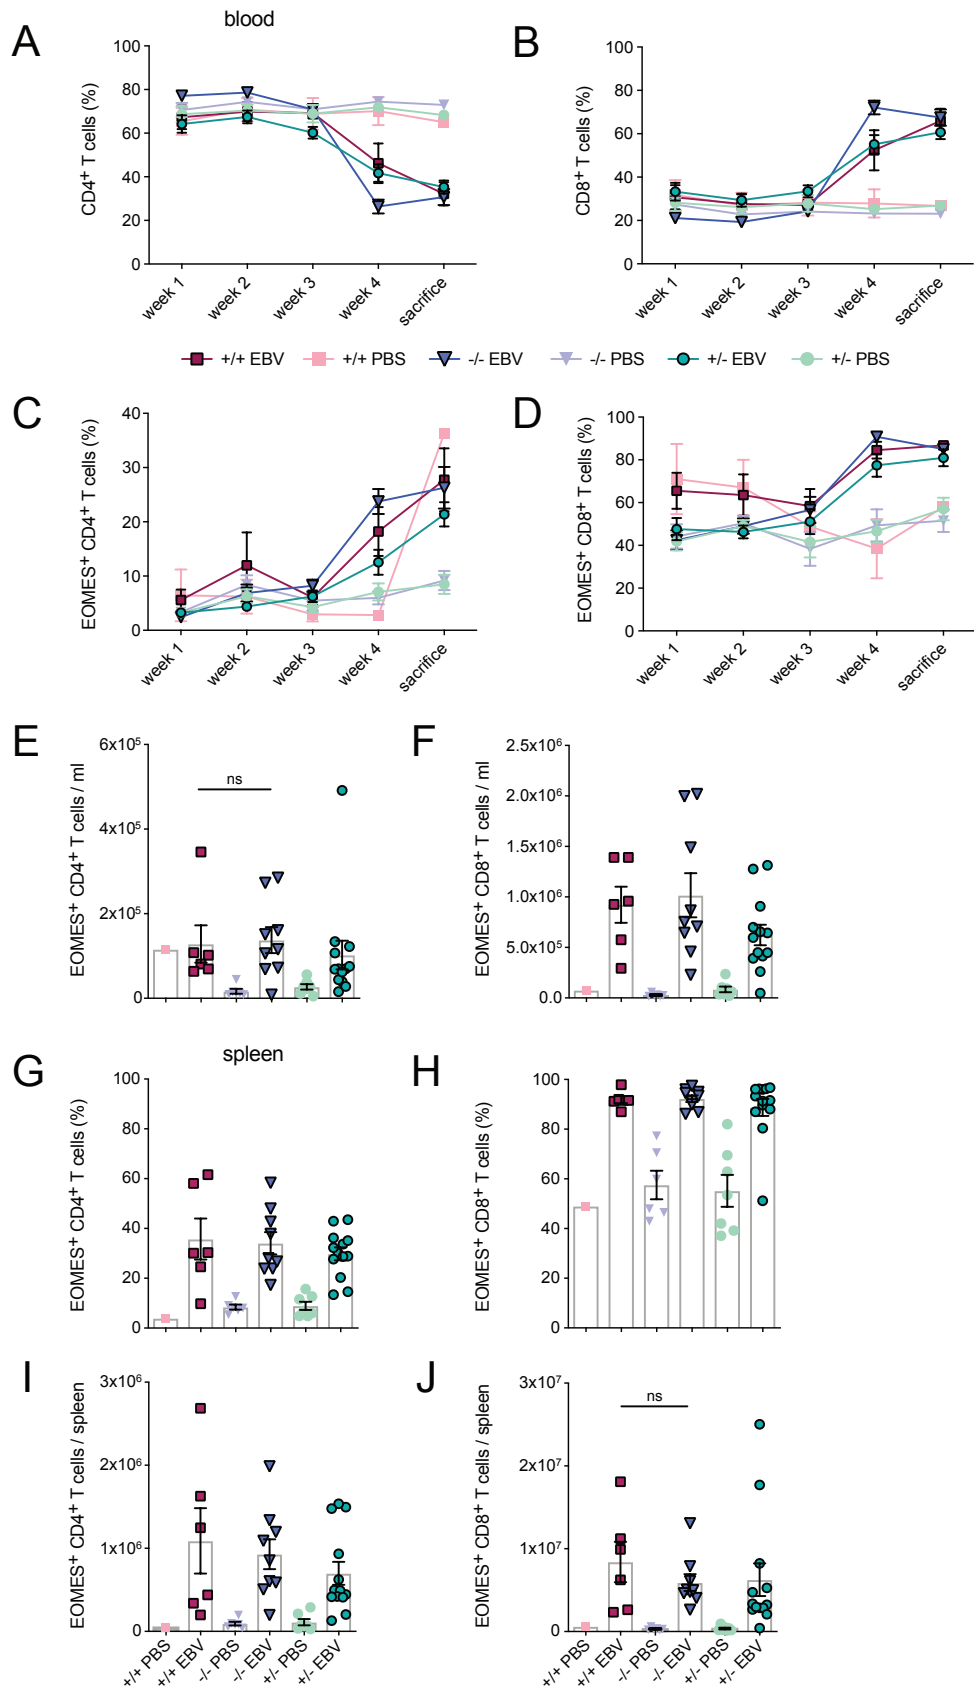 blood
A
CD4+ T cells (%)
100
80
60
40
20
0
week 1
week 2
week 3
week 4
sacrifice
B
CD8+ T cells (%)
100
80
60
40
20
0
week 1
week 2
week 3
week 4
sacrifice
+/+ EBV
+/+ PBS
-/- EBV
-/- PBS
+/- EBV
+/- PBS
C
EOMES+ CD4+ T cells (%)
40
30
20
10
0
week 1
week 2
week 3
week 4
sacrifice
D
EOMES+ CD8+ T cells (%)
100
80
60
40
20
0
week 1
week 2
week 3
week 4
sacrifice
E
EOMES+ CD4+ T cells / ml
6x10⁵
4x10⁵
2x10⁵
0
ns
F
EOMES+ CD8+ T cells / ml
2.5x10⁶
2.0x10⁶
1.5x10⁶
1.0x10⁶
5.0x10⁵
0.0
spleen
G
EOMES+ CD4+ T cells (%)
100
80
60
40
20
0
H
EOMES+ CD8+ T cells (%)
100
80
60
40
20
0
I
EOMES+ CD4+ T cells / spleen
3x10⁶
2x10⁶
1x10⁶
0
+/+ PBS
+/+ EBV
-/- PBS
-/- EBV
+/- PBS
+/- EBV
J
EOMES+ CD8+ T cells / spleen
3x10⁷
2x10⁷
1x10⁷
0
ns
+/+ PBS
+/+ EBV
-/- PBS
-/- EBV
+/- PBS
+/- EBV